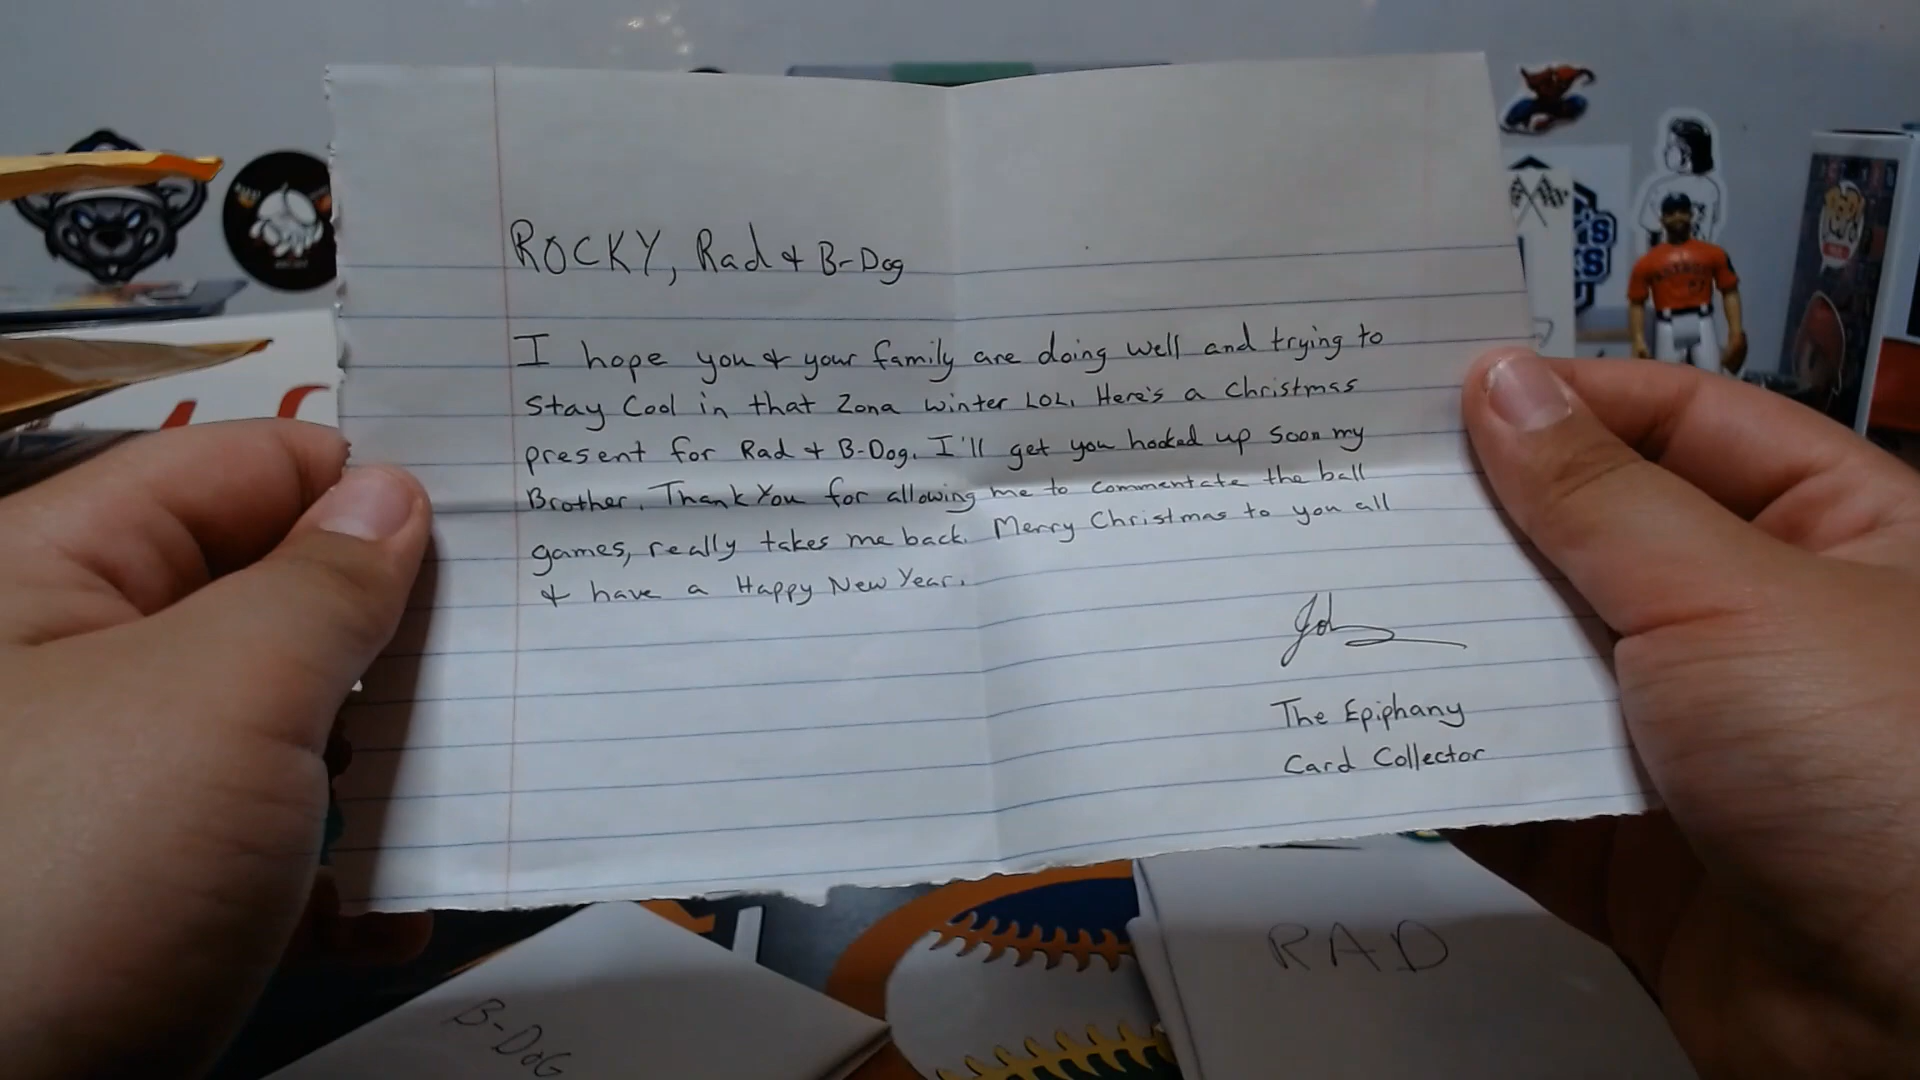 ROCKY, Rad & B-Dog
I hope you & your family are doing well and trying to
Stay Cool in that Zona Winter LOL. Here's a Christmas
present for Rad & B-Dog. I'll get you hooked up soon my
Brother. Thank You for allowing me to commentate the ball
games, really takes me back. Merry Christmas to you all
& have a Happy New Year.
John
The Epiphany
Card Collector
B-DOG
RAD